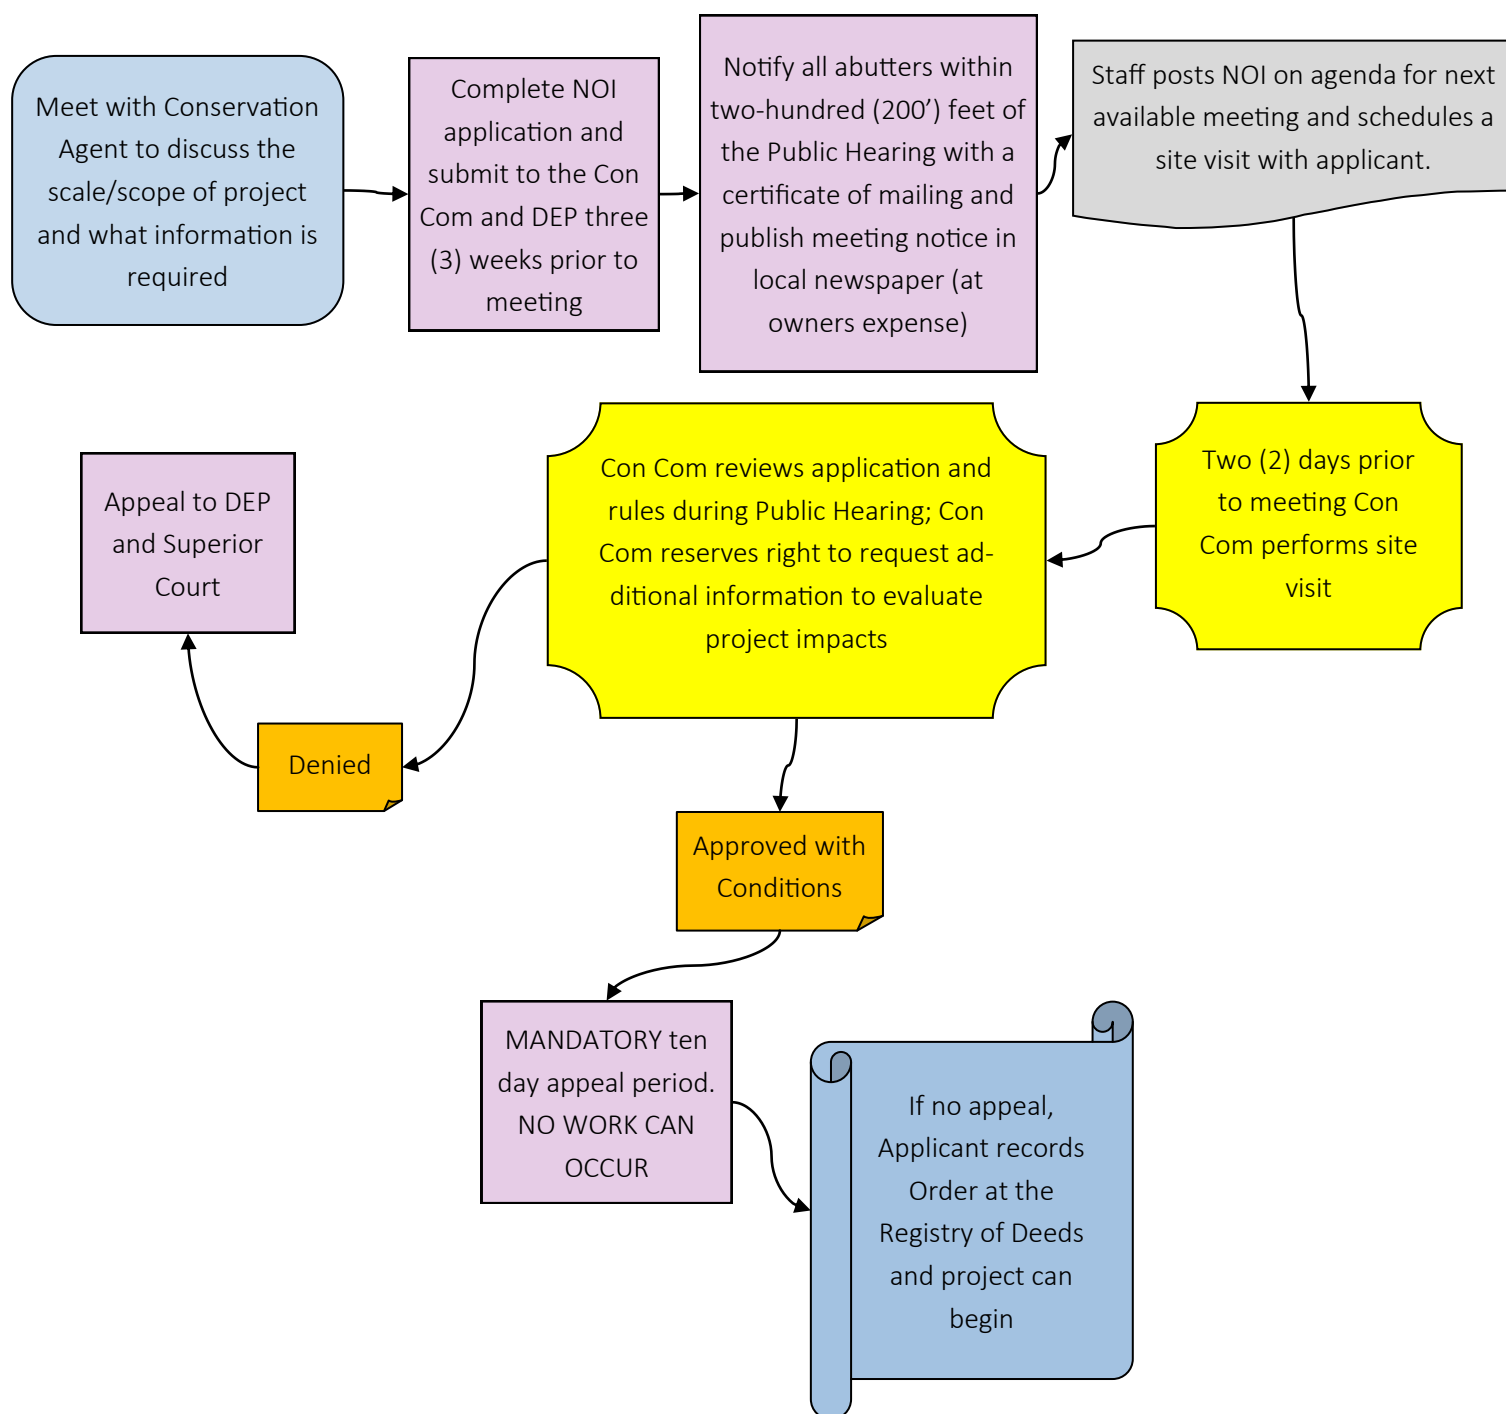 Meet with Conservation
Agent to discuss the
scale/scope of project
and what information is
required
Complete NOI
application and
submit to the Con
Com and DEP three
(3) weeks prior to
meeting
Notify all abutters within
two-hundred (200’) feet of
the Public Hearing with a
certificate of mailing and
publish meeting notice in
local newspaper (at
owners expense)
Staff posts NOI on agenda for next
available meeting and schedules a
site visit with applicant.
Two (2) days prior
to meeting Con
Com performs site
visit
Con Com reviews application and
rules during Public Hearing; Con
Com reserves right to request ad-
ditional information to evaluate
project impacts
Appeal to DEP
and Superior
Court
Denied
Approved with
Conditions
MANDATORY ten
day appeal period.
NO WORK CAN
OCCUR
If no appeal,
Applicant records
Order at the
Registry of Deeds
and project can
begin